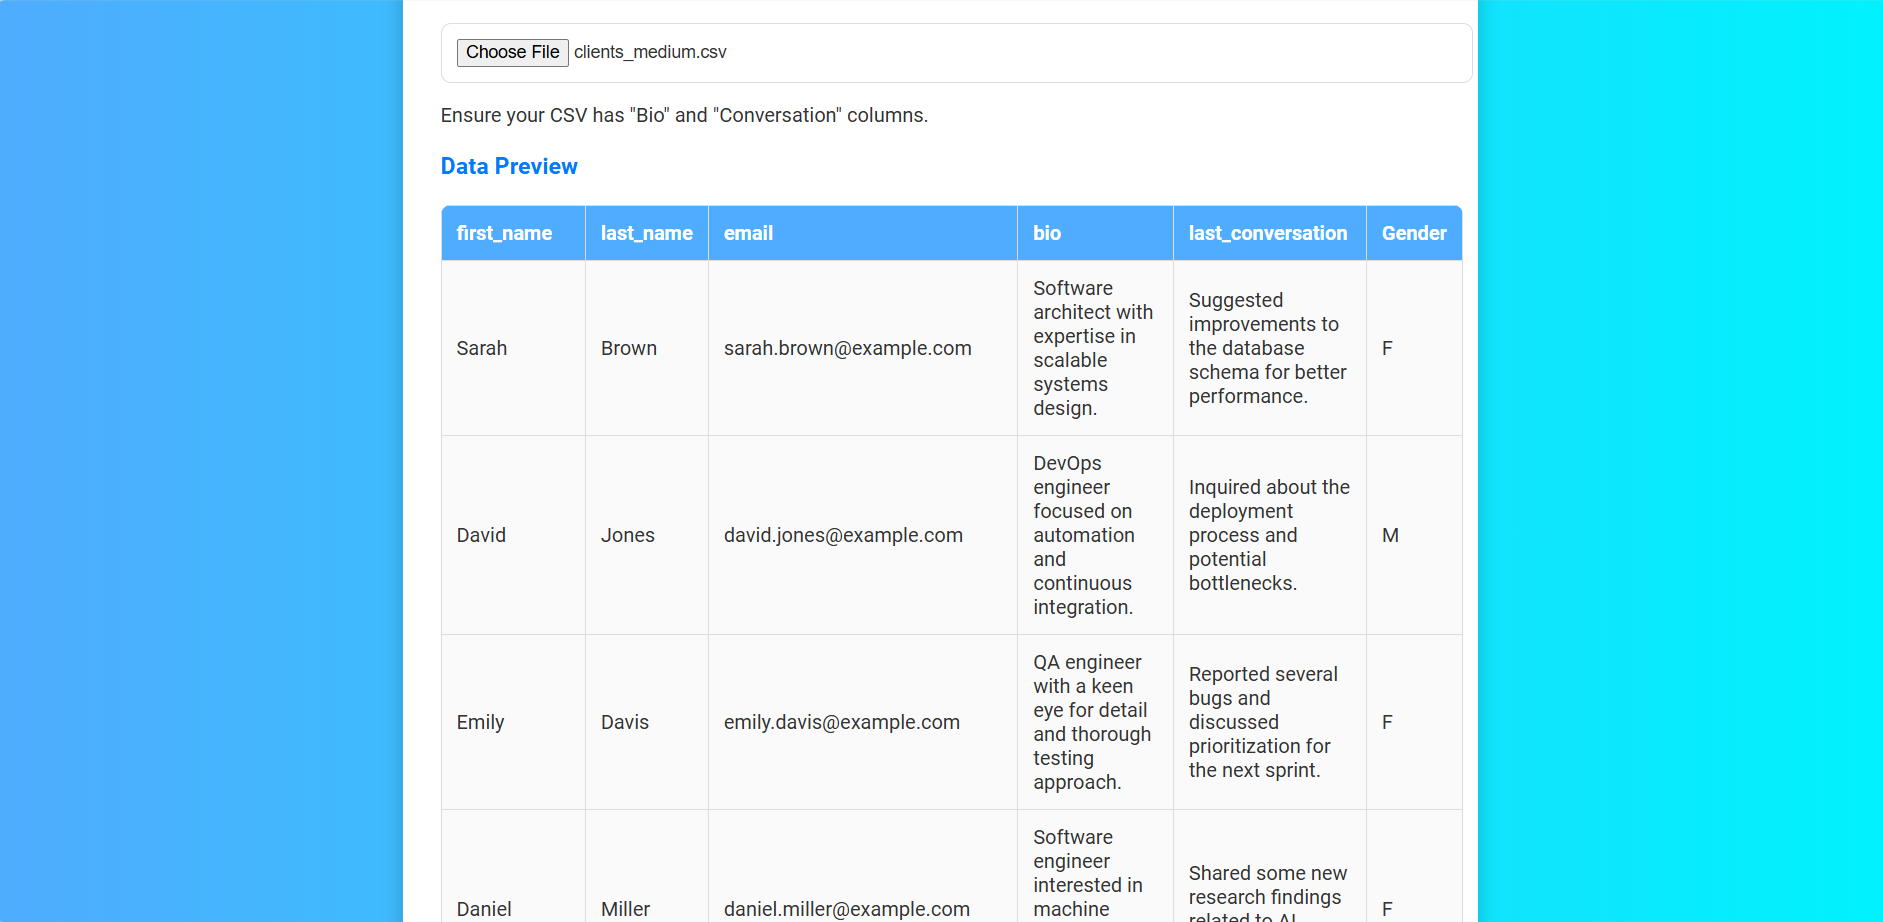 Choose File clients_medium.csv
Ensure your CSV has "Bio" and "Conversation" columns.
Data Preview
first_name last_name email bio last_conversation Gender
Sarah Brown sarah.brown@example.com
Software
architect with
expertise in
scalable
systems
design.
Suggested
improvements to
the database
schema for better
performance.
F
David Jones david.jones@example.com
DevOps
engineer
focused on
automation
and
continuous
integration.
Inquired about the
deployment
process and
potential
bottlenecks.
M
Emily Davis emily.davis@example.com
QA engineer
with a keen
eye for detail
and thorough
testing
approach.
Reported several
bugs and
discussed
prioritization for
the next sprint.
F
Daniel Miller daniel.miller@example.com
Software
engineer
interested in
machine
Shared some new
research findings
related to AI
F